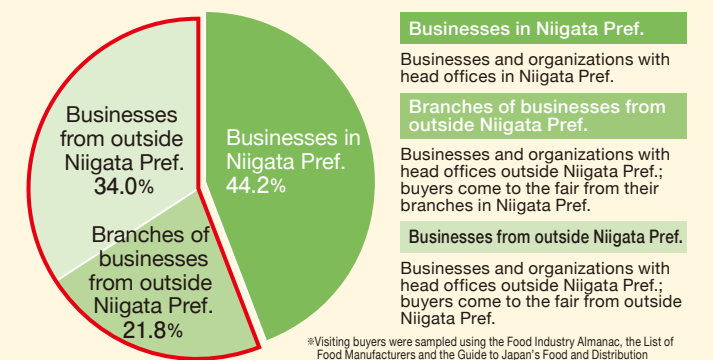 Businesses
from outside
Niigata Pref.
34.0%
Businesses in
Niigata Pref.
44.2%
Branches of
businesses
from outside
Niigata Pref.
21.8%
Businesses in Niigata Pref.
Businesses and organizations with
head offices in Niigata Pref.
Branches of businesses from
outside Niigata Pref.
Businesses and organizations with
head offices outside Niigata Pref.;
buyers come to the fair from their
branches in Niigata Pref.
Businesses from outside Niigata Pref.
Businesses and organizations with
head offices outside Niigata Pref.;
buyers come to the fair from outside
Niigata Pref.
※Visiting buyers were sampled using the Food Industry Almanac, the List of
Food Manufacturers and the Guide to Japan's Food and Distribution